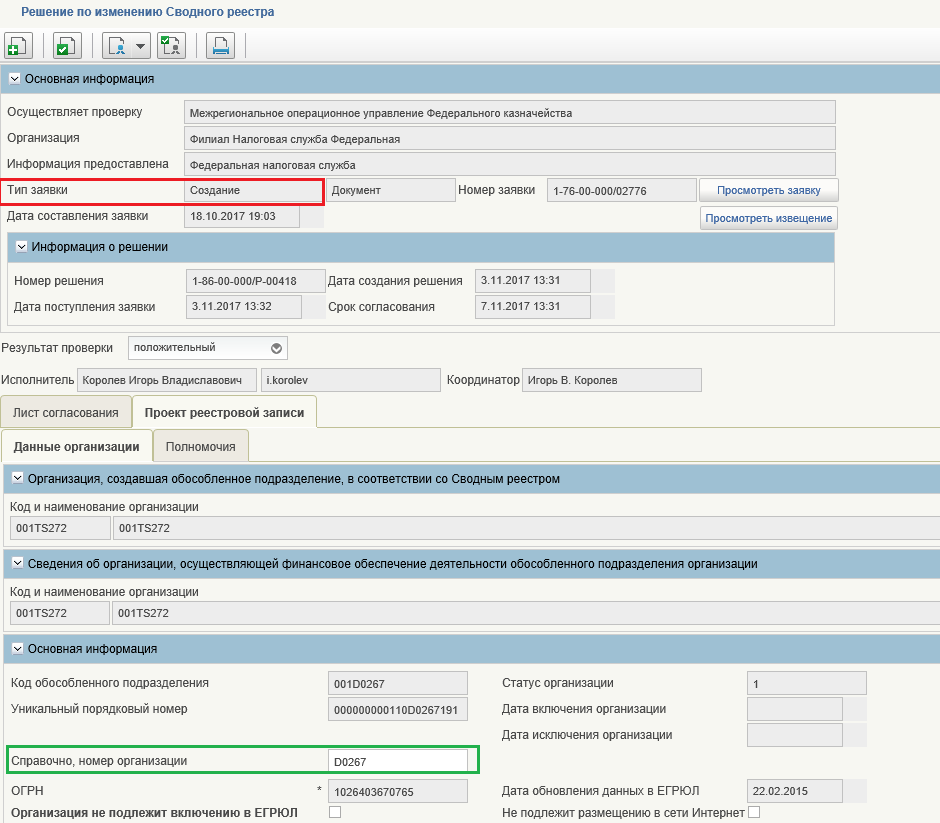 Решение по изменению Сводного реестра
Основная информация
Осуществляет проверку Межрегиональное операционное управление Федерального казначейства
Организация Филиал Налоговая служба Федеральная
Информация предоставлена Федеральная налоговая служба
Тип заявки Создание Документ Номер заявки 1-76-00-000/02776 Просмотреть заявку
Дата составления заявки 18.10.2017 19:03 Просмотреть извещение
Информация о решении
Номер решения 1-86-00-000/Р-00418 Дата создания решения 3.11.2017 13:31
Дата поступления заявки 3.11.2017 13:32 Срок согласования 7.11.2017 13:31
Результат проверки положительный
Исполнитель Королев Игорь Владиславович i.korolev Координатор Игорь В. Королев
Лист согласования Проект реестровой записи
Данные организации Полномочия
Организация, создавшая обособленное подразделение, в соответствии со Сводным реестром
Код и наименование организации
001TS272 001TS272
Сведения об организации, осуществляющей финансовое обеспечение деятельности обособленного подразделения организации
Код и наименование организации
001TS272 001TS272
Основная информация
Код обособленного подразделения 001D0267 Статус организации 1
Уникальный порядковый номер 000000000110D0267191 Дата включения организации
Дата исключения организации
Справочно, номер организации D0267
ОГРН * 1026403670765 Дата обновления данных в ЕГРЮЛ 22.02.2015
Организация не подлежит включению в ЕГРЮЛ Не подлежит размещению в сети Интернет